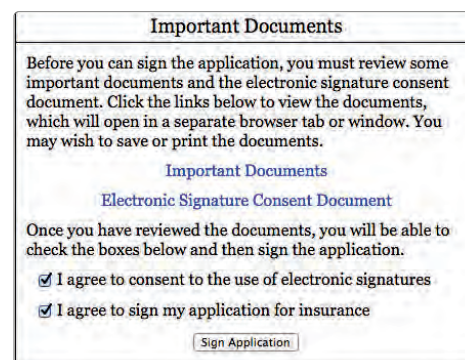 Important Documents
Before you can sign the application, you must review some
important documents and the electronic signature consent
document. Click the links below to view the documents,
which will open in a separate browser tab or window. You
may wish to save or print the documents.
Important Documents
Electronic Signature Consent Document
Once you have reviewed the documents, you will be able to
check the boxes below and then sign the application.
I agree to consent to the use of electronic signatures
I agree to sign my application for insurance
Sign Application